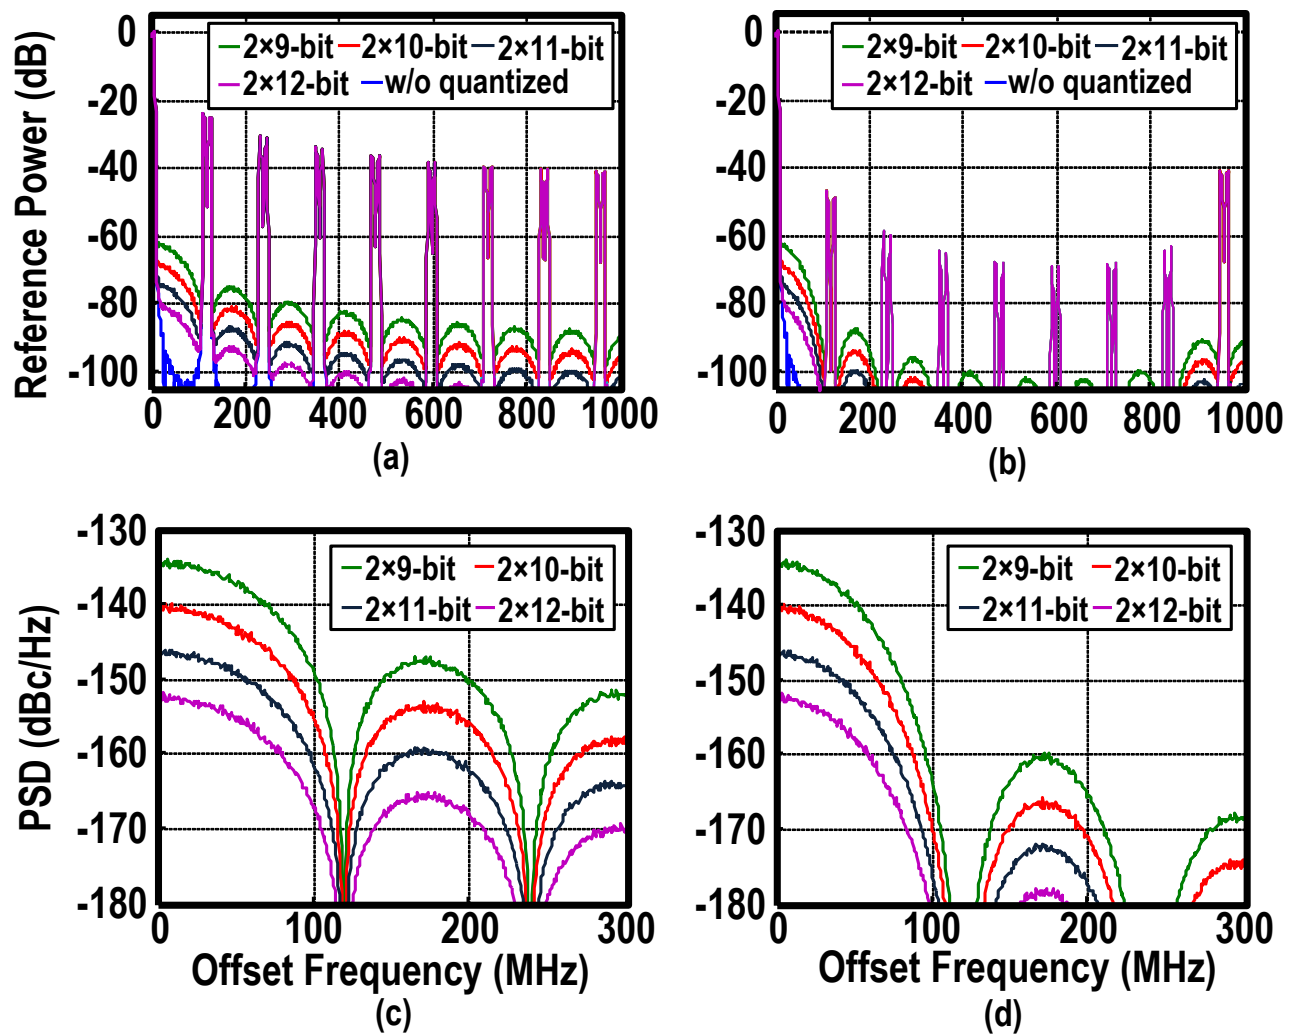 Reference Power (dB)
0
-20
-40
-60
-80
-100
2×9-bit 2×10-bit 2×11-bit
2×12-bit w/o quantized
0 200 400 600 800 1000
(a)
0
-20
-40
-60
-80
-100
2×9-bit 2×10-bit 2×11-bit
2×12-bit w/o quantized
0 200 400 600 800 1000
(b)
PSD (dBc/Hz)
-130
-140
-150
-160
-170
-180
2×9-bit 2×10-bit
2×11-bit 2×12-bit
0 100 200 300
Offset Frequency (MHz)
(c)
-130
-140
-150
-160
-170
-180
2×9-bit 2×10-bit
2×11-bit 2×12-bit
0 100 200 300
Offset Frequency (MHz)
(d)